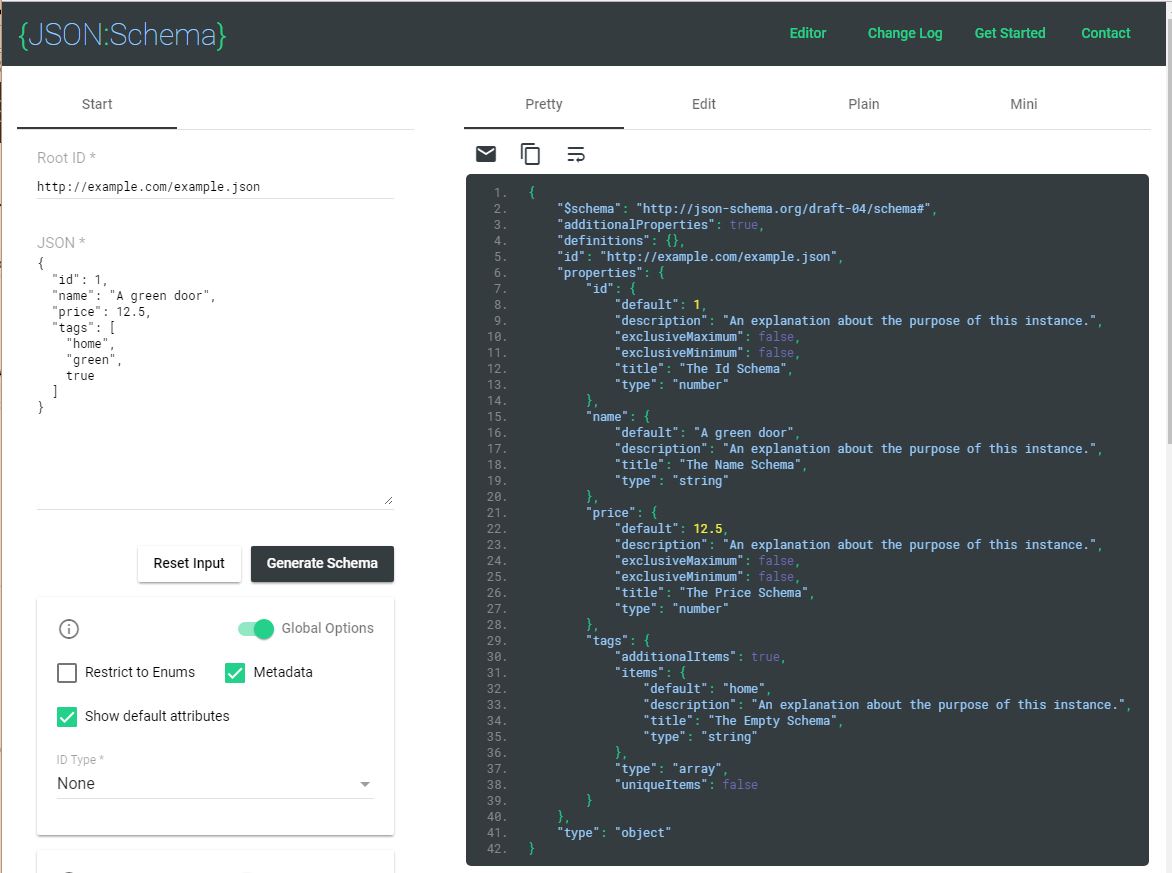 {JSON:Schema}
Editor Change Log Get Started Contact
Start
Root ID *
http://example.com/example.json
JSON *
{
  "id": 1,
  "name": "A green door",
  "price": 12.5,
  "tags": [
    "home",
    "green",
    true
  ]
}
Reset Input Generate Schema
Global Options
Restrict to Enums Metadata
Show default attributes
ID Type *
None
Pretty Edit Plain Mini
1. {
2.     "$schema": "http://json-schema.org/draft-04/schema#",
3.     "additionalProperties": true,
4.     "definitions": {},
5.     "id": "http://example.com/example.json",
6.     "properties": {
7.         "id": {
8.             "default": 1,
9.             "description": "An explanation about the purpose of this instance.",
10.             "exclusiveMaximum": false,
11.             "exclusiveMinimum": false,
12.             "title": "The Id Schema",
13.             "type": "number"
14.         },
15.         "name": {
16.             "default": "A green door",
17.             "description": "An explanation about the purpose of this instance.",
18.             "title": "The Name Schema",
19.             "type": "string"
20.         },
21.         "price": {
22.             "default": 12.5,
23.             "description": "An explanation about the purpose of this instance.",
24.             "exclusiveMaximum": false,
25.             "exclusiveMinimum": false,
26.             "title": "The Price Schema",
27.             "type": "number"
28.         },
29.         "tags": {
30.             "additionalItems": true,
31.             "items": {
32.                 "default": "home",
33.                 "description": "An explanation about the purpose of this instance.",
34.                 "title": "The Empty Schema",
35.                 "type": "string"
36.             },
37.             "type": "array",
38.             "uniqueItems": false
39.         }
40.     },
41.     "type": "object"
42. }